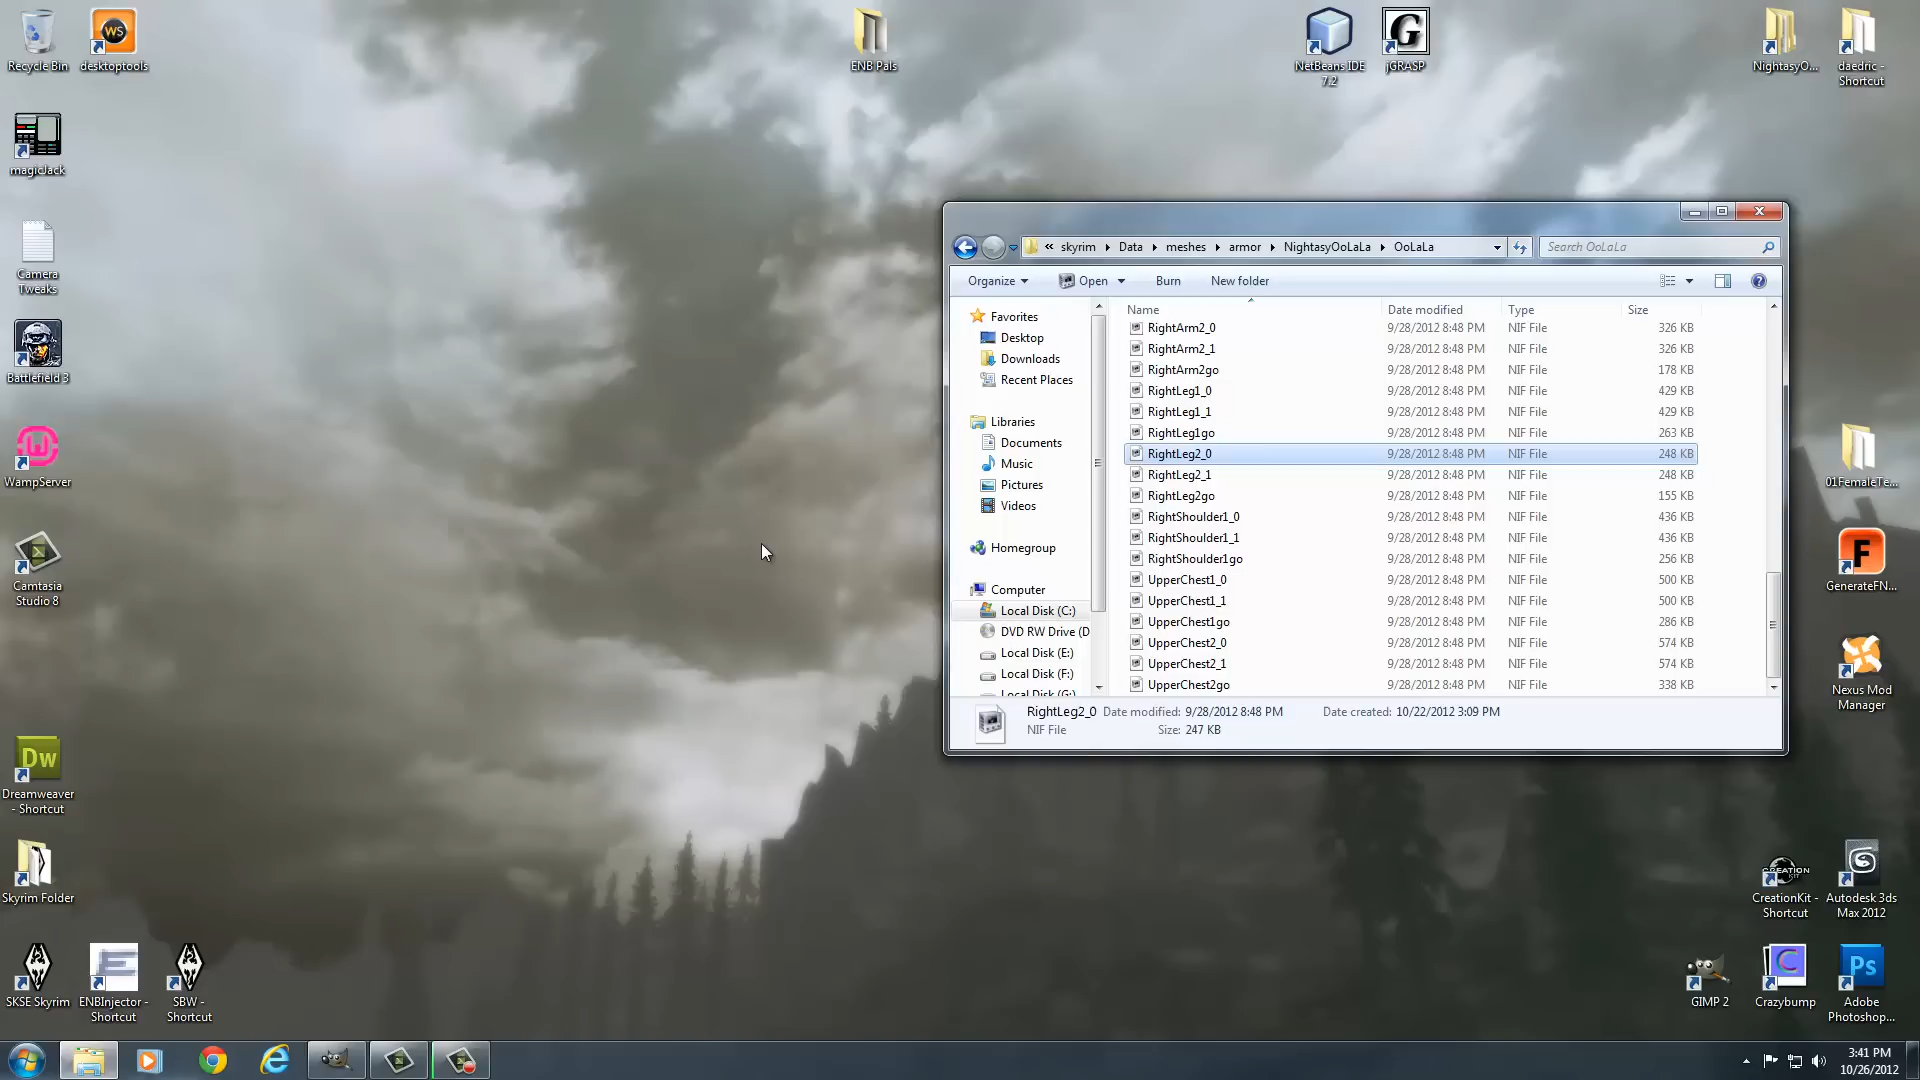 Recycle Bin
desktoptools
ENB Pals
NetBeans IDE
7.2
jGRASP
NightasyO...
daedric -
Shortcut
magicJack
Camera
Tweaks
Battlefield 3
WampServer
Camtasia
Studio 8
Dw
Dreamweaver
- Shortcut
Skyrim Folder
SKSE Skyrim
ENBInjector -
Shortcut
SBW -
Shortcut
« skyrim Data meshes armor NightasyOoLaLa OoLaLa
Search OoLaLa
Organize Open Burn New folder
Favorites
Desktop
Downloads
Recent Places
Libraries
Documents
Music
Pictures
Videos
Homegroup
Computer
Local Disk (C:)
DVD RW Drive (D
Local Disk (E:)
Local Disk (F:)
Local Disk (G:)
Name Date modified Type Size
RightArm2_0 9/28/2012 8:48 PM NIF File 326 KB
RightArm2_1 9/28/2012 8:48 PM NIF File 326 KB
RightArm2go 9/28/2012 8:48 PM NIF File 178 KB
RightLeg1_0 9/28/2012 8:48 PM NIF File 429 KB
RightLeg1_1 9/28/2012 8:48 PM NIF File 429 KB
RightLeg1go 9/28/2012 8:48 PM NIF File 263 KB
RightLeg2_0 9/28/2012 8:48 PM NIF File 248 KB
RightLeg2_1 9/28/2012 8:48 PM NIF File 248 KB
RightLeg2go 9/28/2012 8:48 PM NIF File 155 KB
RightShoulder1_0 9/28/2012 8:48 PM NIF File 436 KB
RightShoulder1_1 9/28/2012 8:48 PM NIF File 436 KB
RightShoulder1go 9/28/2012 8:48 PM NIF File 256 KB
UpperChest1_0 9/28/2012 8:48 PM NIF File 500 KB
UpperChest1_1 9/28/2012 8:48 PM NIF File 500 KB
UpperChest1go 9/28/2012 8:48 PM NIF File 286 KB
UpperChest2_0 9/28/2012 8:48 PM NIF File 574 KB
UpperChest2_1 9/28/2012 8:48 PM NIF File 574 KB
UpperChest2go 9/28/2012 8:48 PM NIF File 338 KB
RightLeg2_0 Date modified: 9/28/2012 8:48 PM Date created: 10/22/2012 3:09 PM
NIF File Size: 247 KB
01FemaleTe...
F
GenerateFN...
Nexus Mod
Manager
CREATION
KIT
CreationKit -
Shortcut
Autodesk 3ds
Max 2012
GIMP 2
Crazybump
Ps
Adobe
Photoshop...
3:41 PM
10/26/2012